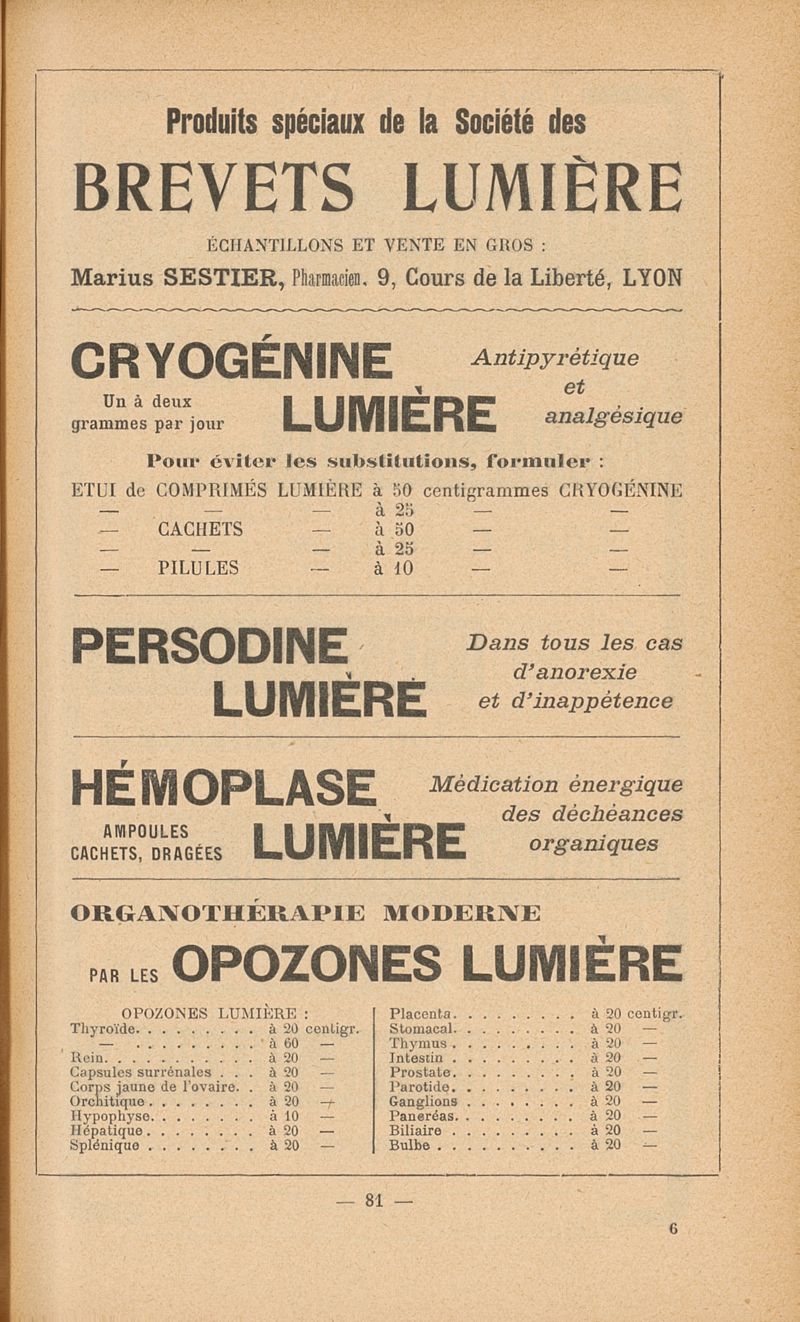 Produits spéciaux de la Société des
BREVETS LUMIÈRE
ÉCHANTILLONS ET VENTE EN GROS :
Marius SESTIER, Pharmacien, 9, Cours de la Liberté, LYON
CRYOGÉNINE
LUMIÈRE
Un à deux
grammes par jour
Antipyrétique
et
analgésique
Pour éviter les substitutions, formuler :
ETUI de COMPRIMÉS LUMIÈRE à 50 centigrammes CRYOGÉNINE
— — — à 25 — —
— CACHETS — à 50 — —
— — — à 25 — —
— PILULES — à 10 — —
PERSODINE
LUMIÈRE
Dans tous les cas
d'anorexie
et d'inappétence
HÉMOPLASE
LUMIÈRE
AMPOULES
CACHETS, DRAGÉES
Médication énergique
des déchéances
organiques
ORGANOTHÉRAPIE MODERNE
PAR LES OPOZONES LUMIÈRE
OPOZONES LUMIÈRE :
Thyroïde. . . . . . . . . à 20 centigr.
— . . . . . . . . . à 60 —
Rein. . . . . . . . . . . à 20 —
Capsules surrénales . . . à 20 —
Corps jaune de l'ovaire. . à 20 —
Orchitique . . . . . . . . à 20 —
Hypophyse. . . . . . . . à 10 —
Hépatique . . . . . . . . à 20 —
Splénique . . . . . . . . à 20 —
Placenta. . . . . . . . . à 20 centigr.
Stomacal. . . . . . . . . à 20 —
Thymus . . . . . . . . . à 20 —
Intestin . . . . . . . . . à 20 —
Prostate. . . . . . . . . à 20 —
Parotide. . . . . . . . . à 20 —
Ganglions . . . . . . . . à 20 —
Panéréas. . . . . . . . . à 20 —
Biliaire . . . . . . . . . à 20 —
Bulbe . . . . . . . . . . à 20 —
— 81 —
6